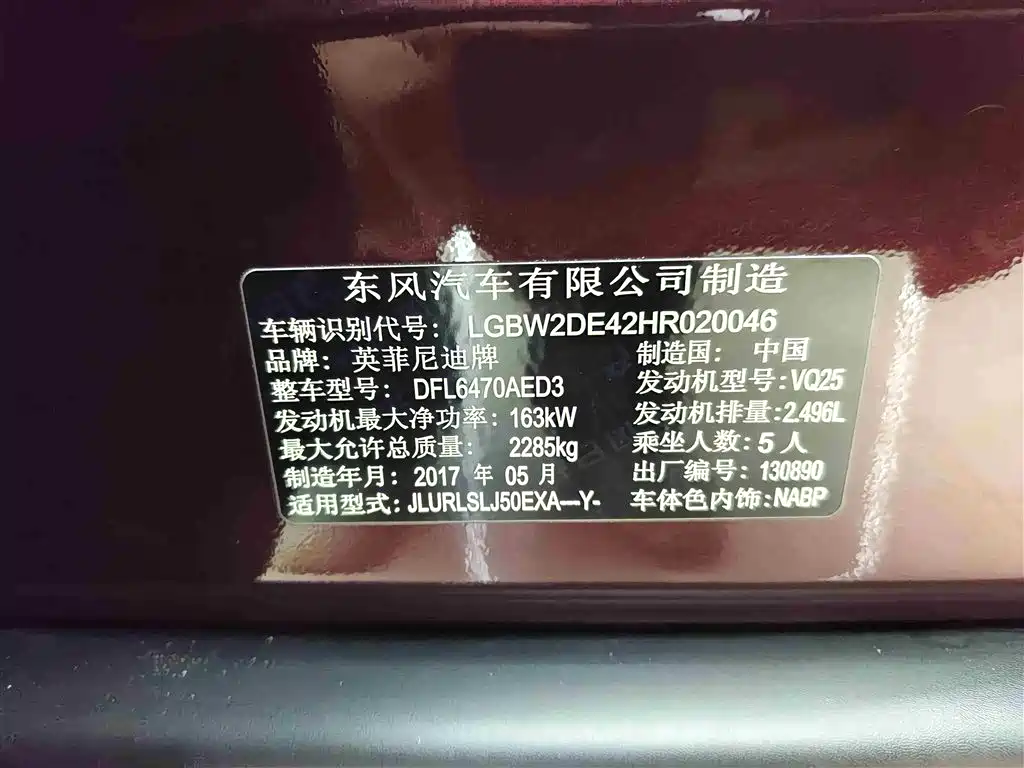 东风汽车有限公司制造
车辆识别代号: LGBW2DE42HR020046
品牌: 英菲尼迪牌 制造国: 中国
整车型号: DFL6470AED3 发动机型号:VQ25
发动机最大净功率: 163kW 发动机排量:2.496L
最大允许总质量: 2285kg 乘坐人数: 5 人
制造年月: 2017 年 05 月 出厂编号: 130890
适用型式: JLURLSLJ50EXA---Y- 车体色内饰:NABP